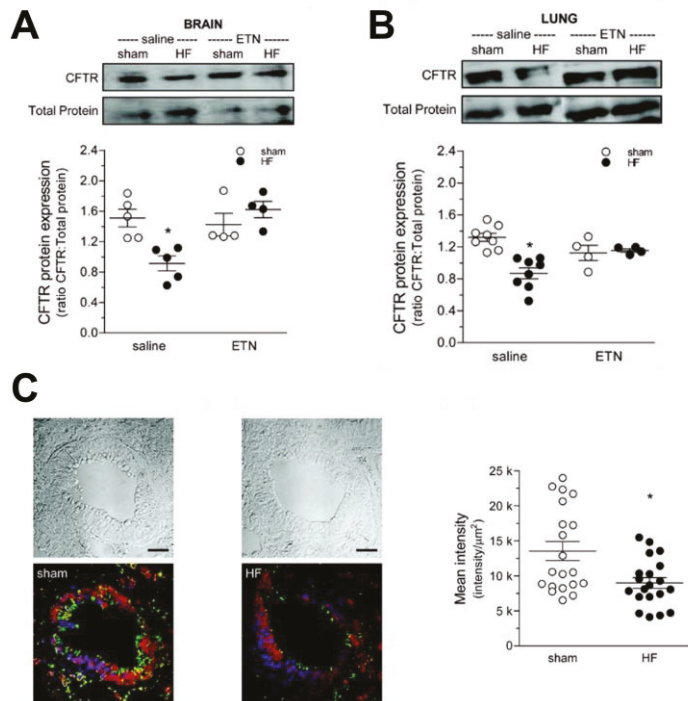 A
BRAIN
----- saline ----- ------ ETN ------
sham HF sham HF
CFTR
Total Protein
CFTR protein expression
(ratio CFTR:Total protein)
2.4
2.0
1.6
1.2
0.8
0.4
0.0
sham
HF
*
saline ETN
B
LUNG
----- saline ----- ------ ETN ------
sham HF sham HF
CFTR
Total Protein
CFTR protein expression
(ratio CFTR:Total protein)
2.4
2.0
1.6
1.2
0.8
0.4
0.0
sham
HF
*
saline ETN
C
sham
HF
Mean intensity
(intensity/µm²)
25 k
20 k
15 k
10 k
5 k
0
*
sham HF